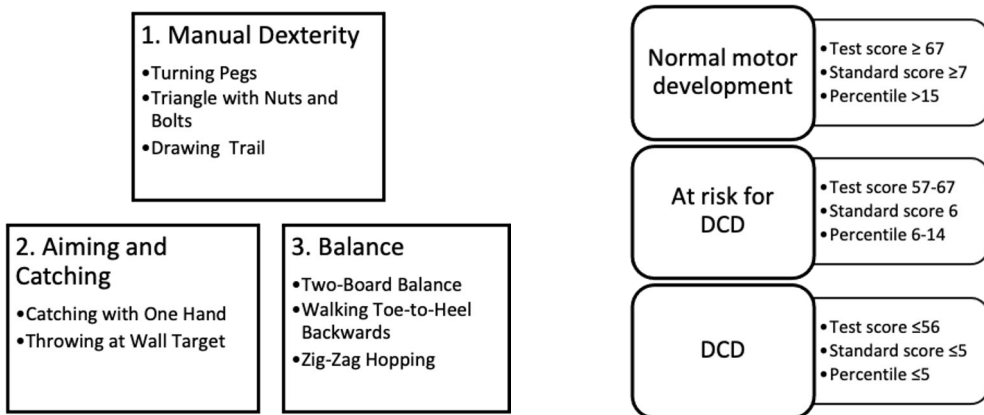 1. Manual Dexterity
•Turning Pegs
•Triangle with Nuts and
Bolts
•Drawing Trail
2. Aiming and
Catching
•Catching with One Hand
•Throwing at Wall Target
3. Balance
•Two-Board Balance
•Walking Toe-to-Heel
Backwards
•Zig-Zag Hopping
Normal motor
development
•Test score ≥ 67
•Standard score ≥7
•Percentile >15
At risk for
DCD
•Test score 57-67
•Standard score 6
•Percentile 6-14
DCD
•Test score ≤56
•Standard score ≤5
•Percentile ≤5